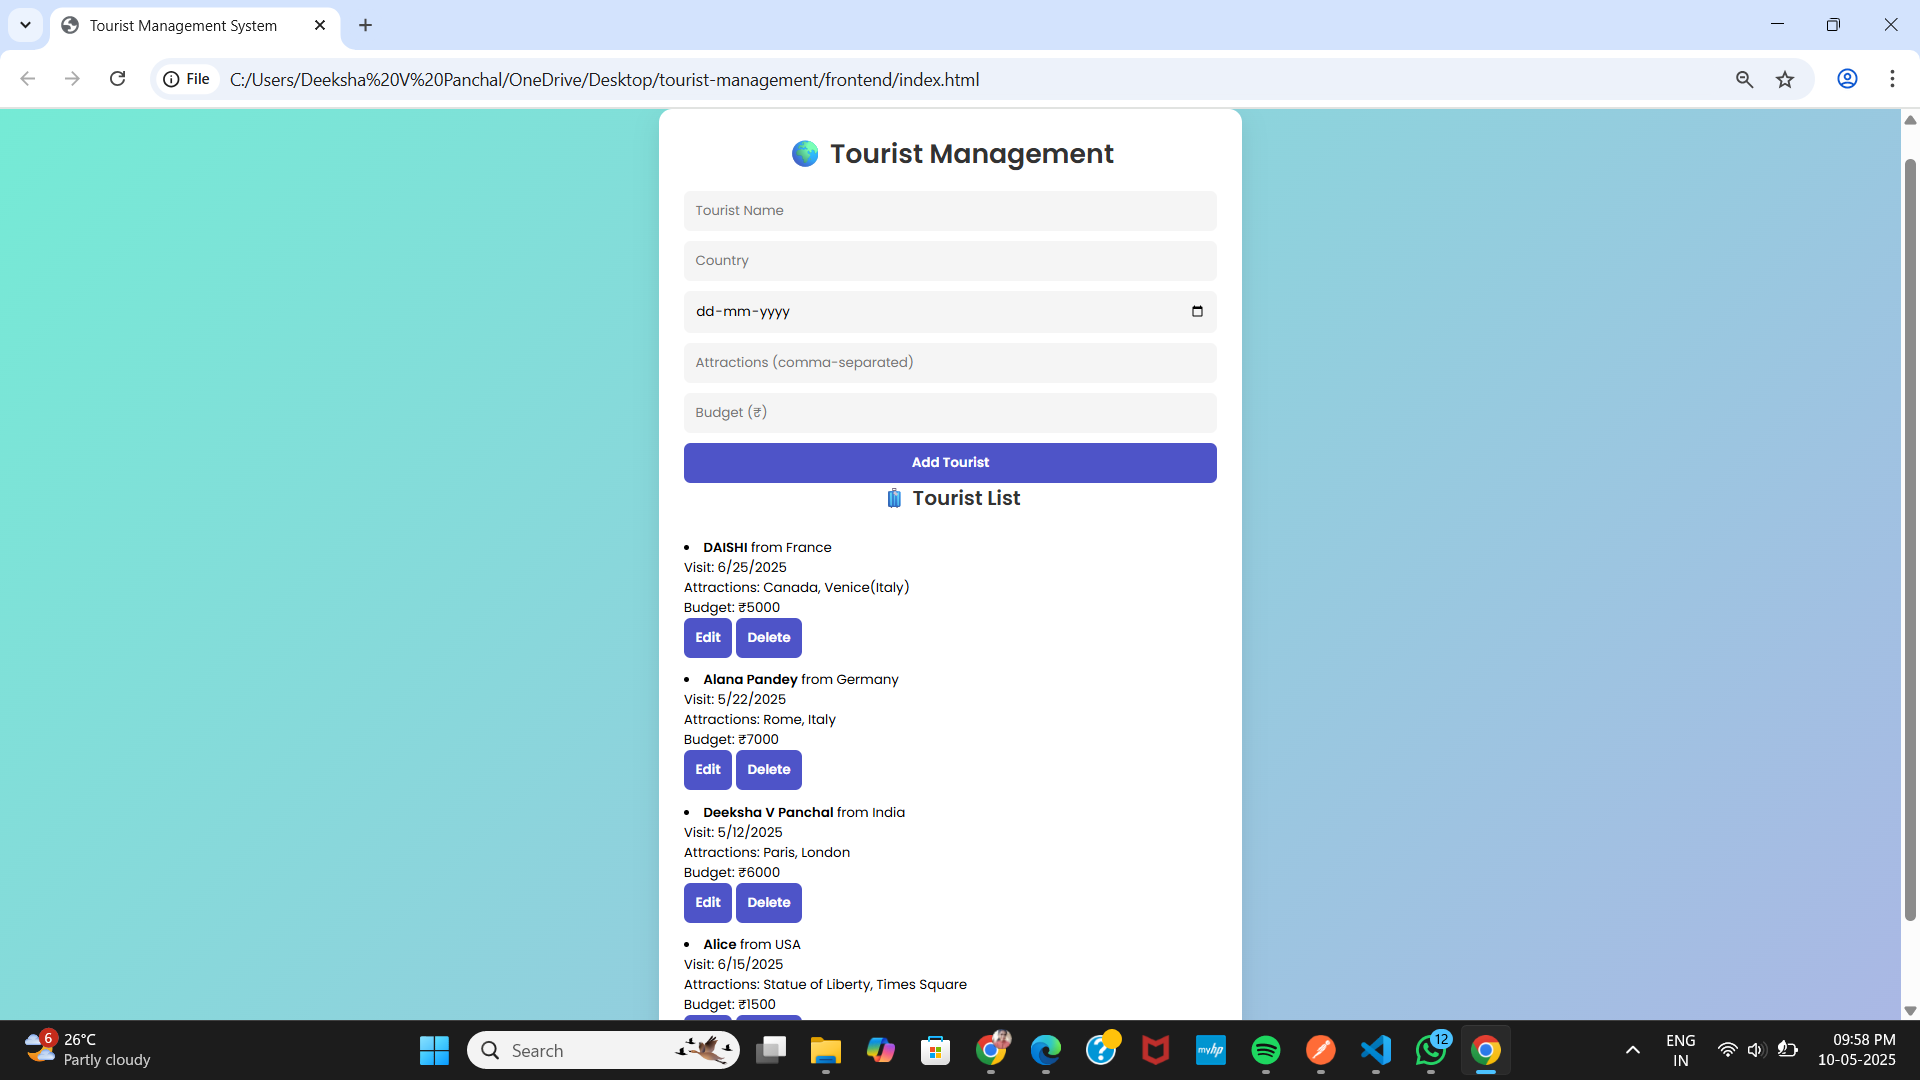 Tourist Management System
File
C:/Users/Deeksha%20V%20Panchal/OneDrive/Desktop/tourist-management/frontend/index.html
🌍 Tourist Management
Tourist Name
Country
dd-mm-yyyy
Attractions (comma-separated)
Budget (₹)
Add Tourist
🧳 Tourist List
• DAISHI from France
Visit: 6/25/2025
Attractions: Canada, Venice(Italy)
Budget: ₹5000
Edit Delete
• Alana Pandey from Germany
Visit: 5/22/2025
Attractions: Rome, Italy
Budget: ₹7000
Edit Delete
• Deeksha V Panchal from India
Visit: 5/12/2025
Attractions: Paris, London
Budget: ₹6000
Edit Delete
• Alice from USA
Visit: 6/15/2025
Attractions: Statue of Liberty, Times Square
Budget: ₹1500
6
26°C
Partly cloudy
Search
myhp
12
ENG
IN
09:58 PM
10-05-2025